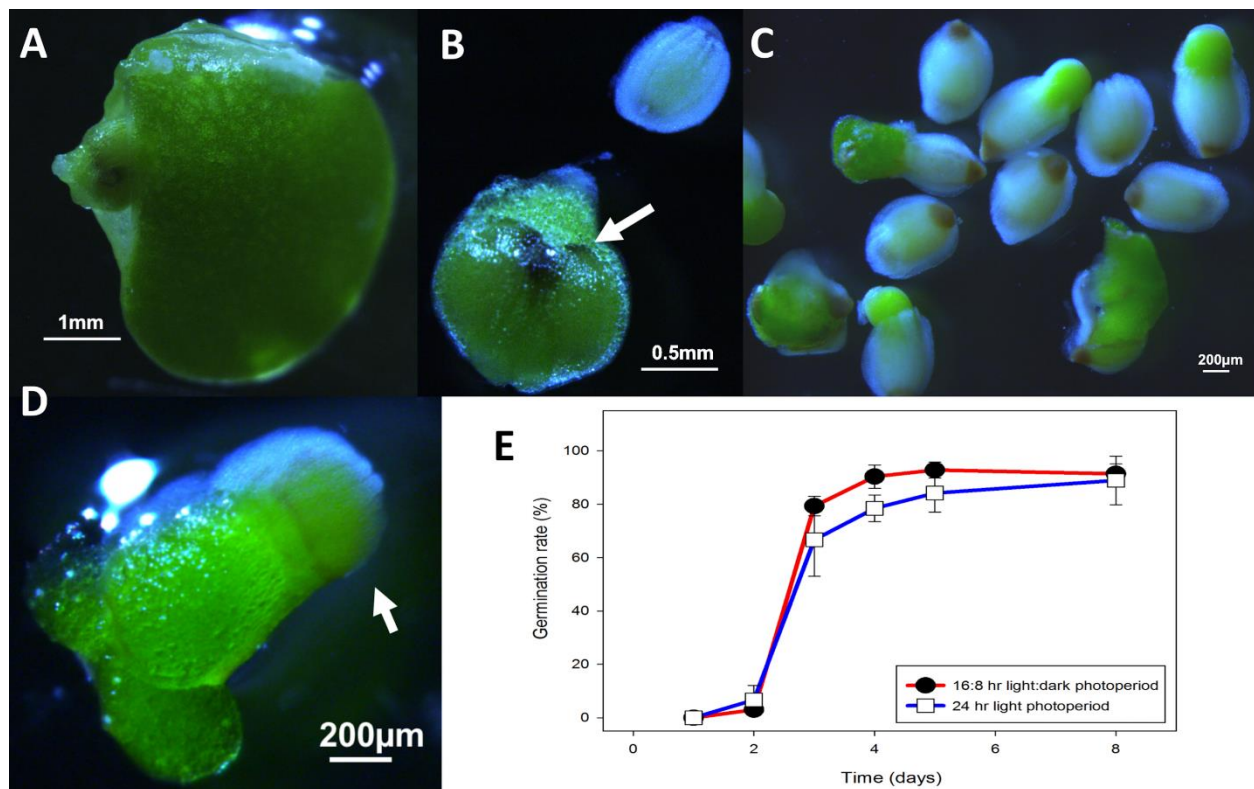 A
B
C
1mm
0.5mm
200µm
D
200µm
E
100
80
60
40
20
0
Germination rate (%)
16:8 hr light:dark photoperiod
24 hr light photoperiod
0 2 4 6 8
Time (days)